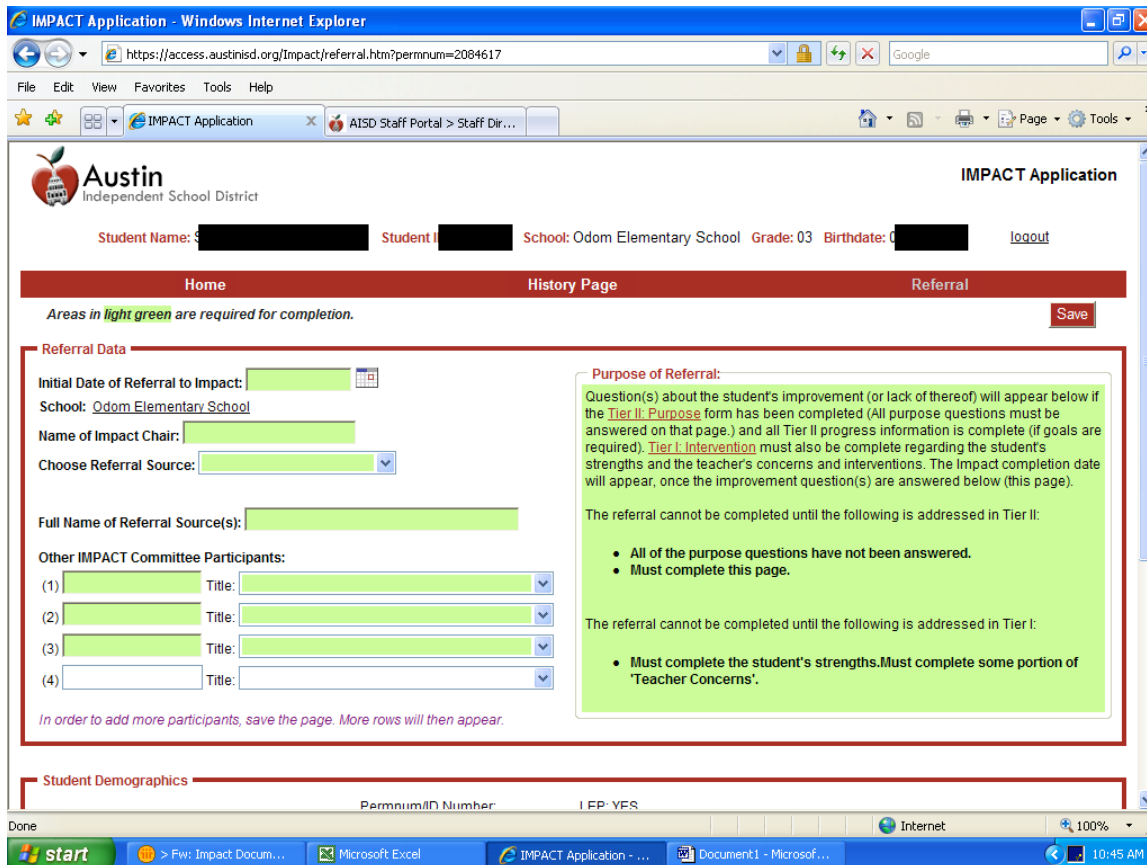 IMPACT Application - Windows Internet Explorer
https://access.austinisd.org/Impact/referral.htm?permnum=2084617
Google
File Edit View Favorites Tools Help
IMPACT Application
AISD Staff Portal > Staff Dir...
Page Tools
Austin
Independent School District
IMPACT Application
Student Name: Student School: Odom Elementary School Grade: 03 Birthdate: logout
Home History Page Referral
Areas in light green are required for completion.
Save
Referral Data
Initial Date of Referral to Impact:
School: Odom Elementary School
Name of Impact Chair:
Choose Referral Source:
Full Name of Referral Source(s):
Other IMPACT Committee Participants:
(1) Title:
(2) Title:
(3) Title:
(4) Title:
In order to add more participants, save the page. More rows will then appear.
Purpose of Referral:
Question(s) about the student's improvement (or lack of thereof) will appear below if
the Tier II: Purpose form has been completed (All purpose questions must be
answered on that page.) and all Tier II progress information is complete (if goals are
required). Tier I: Intervention must also be complete regarding the student's
strengths and the teacher's concerns and interventions. The Impact completion date
will appear, once the improvement question(s) are answered below (this page).
The referral cannot be completed until the following is addressed in Tier II:
• All of the purpose questions have not been answered.
• Must complete this page.
The referral cannot be completed until the following is addressed in Tier I:
• Must complete the student's strengths.Must complete some portion of
'Teacher Concerns'.
Student Demographics
Permnum/ID Number: LEP: YES
Done
Internet
100%
start
> Fw: Impact Docum...
Microsoft Excel
IMPACT Application - ...
Document1 - Microsof...
10:45 AM